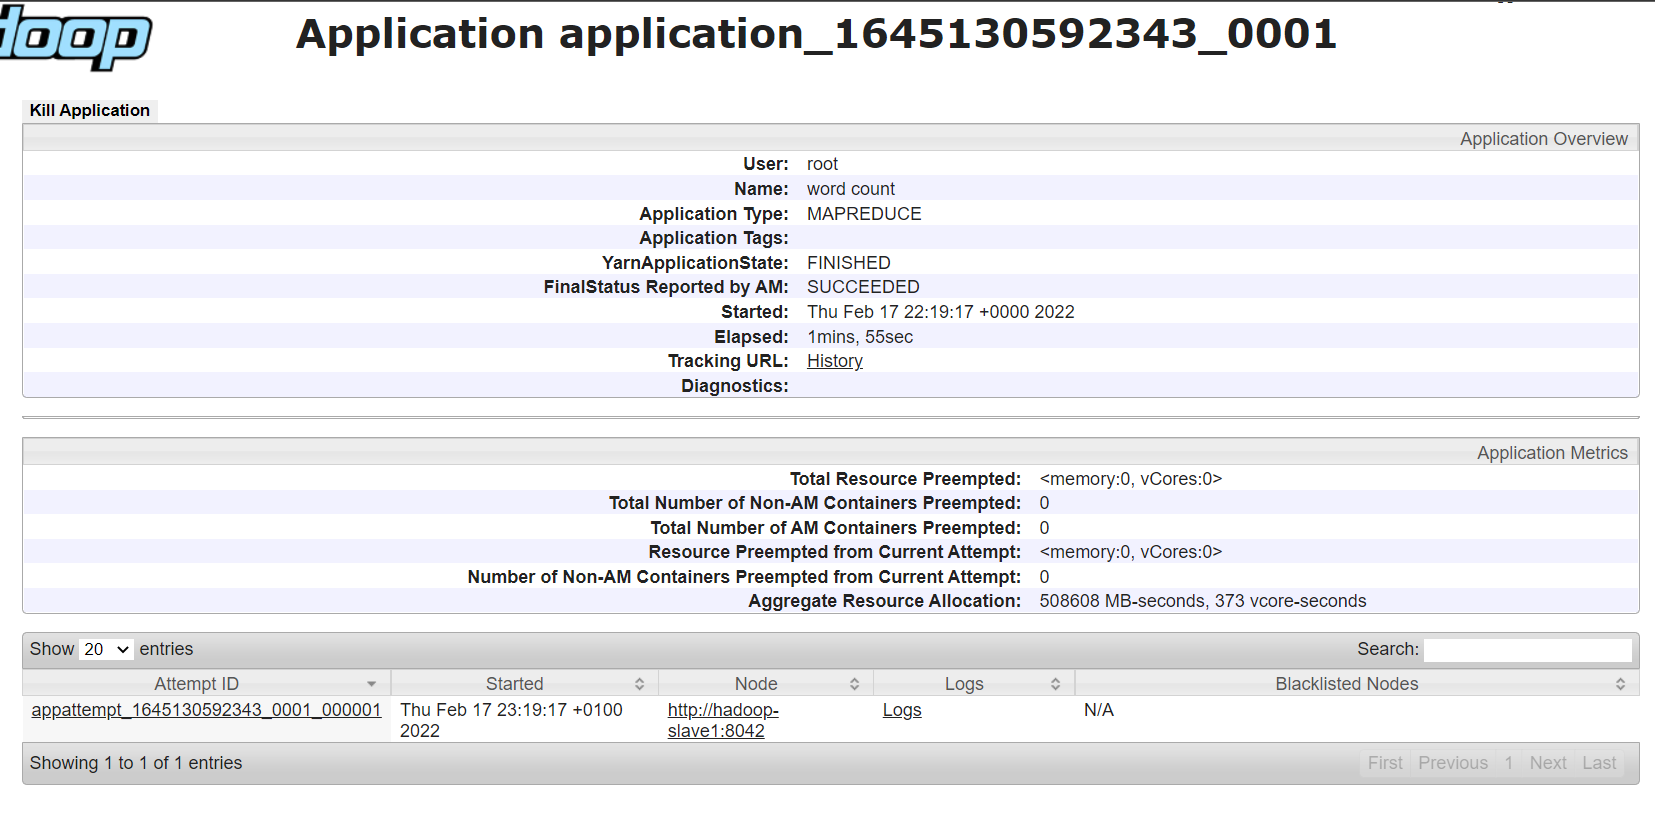 doop
Application application_1645130592343_0001
Kill Application
Application Overview
User: root
Name: word count
Application Type: MAPREDUCE
Application Tags:
YarnApplicationState: FINISHED
FinalStatus Reported by AM: SUCCEEDED
Started: Thu Feb 17 22:19:17 +0000 2022
Elapsed: 1mins, 55sec
Tracking URL: History
Diagnostics:
Application Metrics
Total Resource Preempted: <memory:0, vCores:0>
Total Number of Non-AM Containers Preempted: 0
Total Number of AM Containers Preempted: 0
Resource Preempted from Current Attempt: <memory:0, vCores:0>
Number of Non-AM Containers Preempted from Current Attempt: 0
Aggregate Resource Allocation: 508608 MB-seconds, 373 vcore-seconds
Show 20 entries Search:
Attempt ID Started Node Logs Blacklisted Nodes
appattempt_1645130592343_0001_000001 Thu Feb 17 23:19:17 +0100 http://hadoop- Logs N/A
2022 slave1:8042
Showing 1 to 1 of 1 entries First Previous 1 Next Last